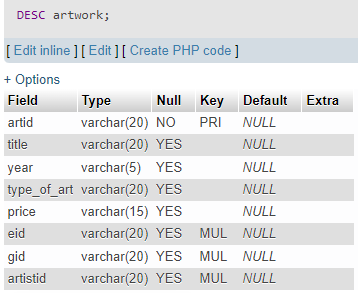 DESC artwork;
[ Edit inline ] [ Edit ] [ Create PHP code ]
+ Options
Field Type Null Key Default Extra
artid varchar(20) NO PRI NULL
title varchar(20) YES NULL
year varchar(5) YES NULL
type_of_art varchar(20) YES NULL
price varchar(15) YES NULL
eid varchar(20) YES MUL NULL
gid varchar(20) YES MUL NULL
artistid varchar(20) YES MUL NULL